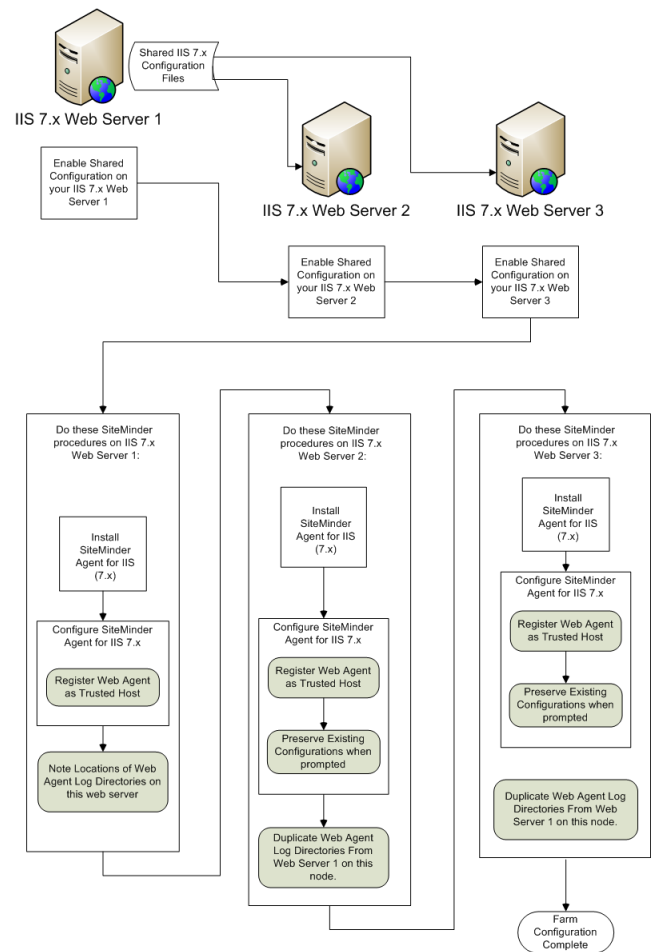 Shared IIS 7.x
Configuration
Files
IIS 7.x Web Server 1
IIS 7.x Web Server 2
IIS 7.x Web Server 3
Enable Shared
Configuration on
your IIS 7.x Web
Server 1
Enable Shared
Configuration on
your IIS 7.x Web
Server 2
Enable Shared
Configuration on
your IIS 7.x Web
Server 3
Do these SiteMinder
procedures on IIS 7.x
Web Server 1:
Install
SiteMinder
Agent for IIS
(7.x)
Configure SiteMinder
Agent for IIS 7.x
Register Web Agent
as Trusted Host
Note Locations of Web
Agent Log Directories on
this web server
Do these SiteMinder
procedures on IIS 7.x
Web Server 2:
Install
SiteMinder
Agent for IIS
(7.x)
Configure SiteMinder
Agent for IIS 7.x
Register Web Agent
as Trusted Host
Preserve Existing
Configurations when
prompted
Duplicate Web Agent
Log Directories From
Web Server 1 on this
node.
Do these SiteMinder
procedures on IIS 7.x
Web Server 3:
Install
SiteMinder
Agent for IIS
(7.x)
Configure SiteMinder
Agent for IIS 7.x
Register Web Agent
as Trusted Host
Preserve Existing
Configurations when
prompted
Duplicate Web Agent Log
Directories From Web
Server 1 on this node.
Farm
Configuration
Complete